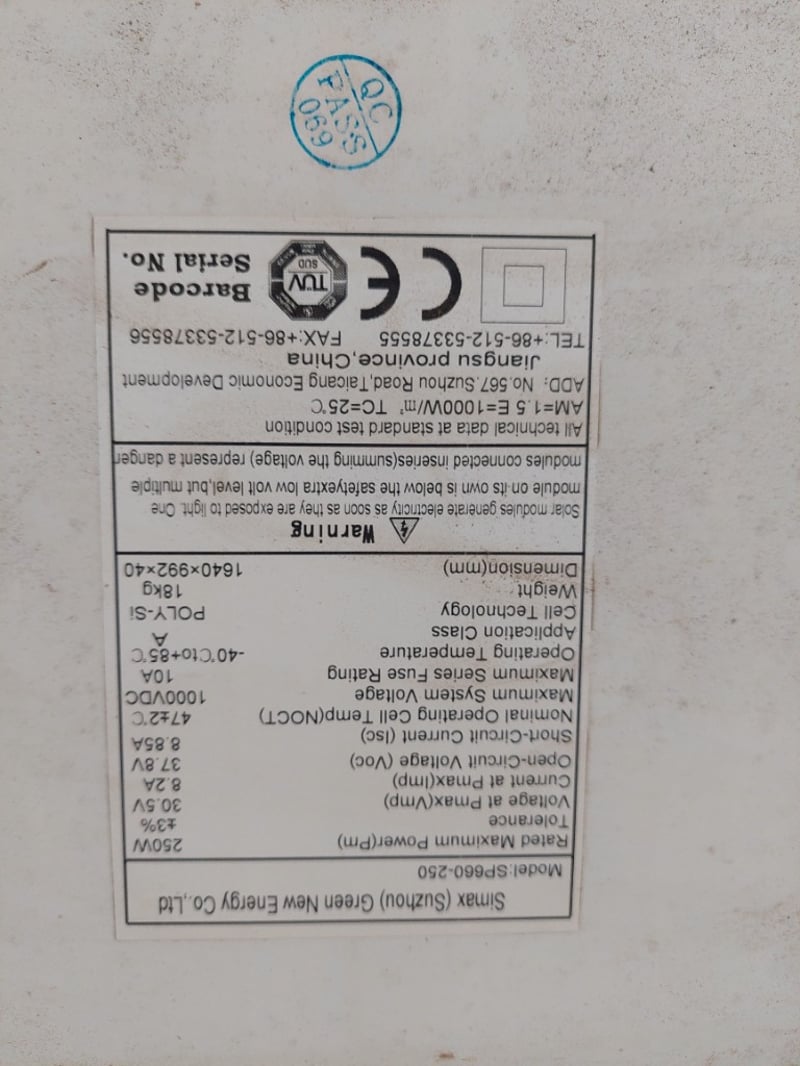 Simax (Suzhou) Green New Energy Co.,Ltd
Model:SP660-250
Rated Maximum Power(Pm) 250W
Tolerance ±3%
Voltage at Pmax(Vmp) 30.5V
Current at Pmax(Imp) 8.2A
Open-Circuit Voltage (Voc) 37.8V
Short-Circuit Current (Isc) 8.85A
Nominal Operating Cell Temp(NOCT) 47±2℃
Maximum System Voltage 1000VDC
Maximum Series Fuse Rating 10A
Operating Temperature -40℃to+85℃
Application Class A
Cell Technology POLY-Si
Weight 18kg
Dimension(mm) 1640×992×40
Warning
Solar modules generate electricity as soon as they are exposed to light. One
module on its own is below the safetyextra low volt level,but multiple
modules connected inseries(summing the voltage) represent a danger
All technical data at standard test condition
AM=1.5 E=1000W/m² TC=25℃
ADD: No.567.Suzhou Road,Taicang Economic Development
Jiangsu province,China
TEL:+86-512-53378555 FAX:+86-512-53378556
CE
TÜV
SÜD
Barcode
Serial No.
QC
PASS
069